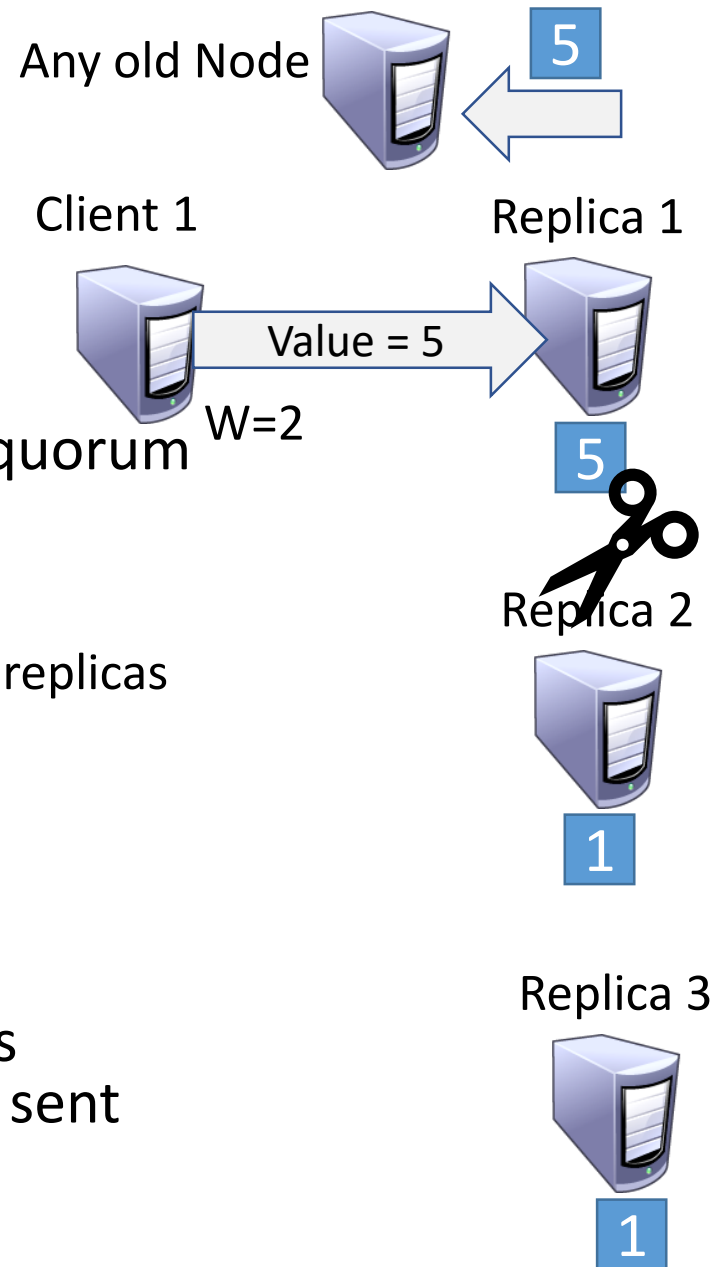 5
Any old Node
Client 1
Replica 1
Value = 5
W=2
quorum
5
Replica 2
replicas
1
Replica 3
s
sent
1